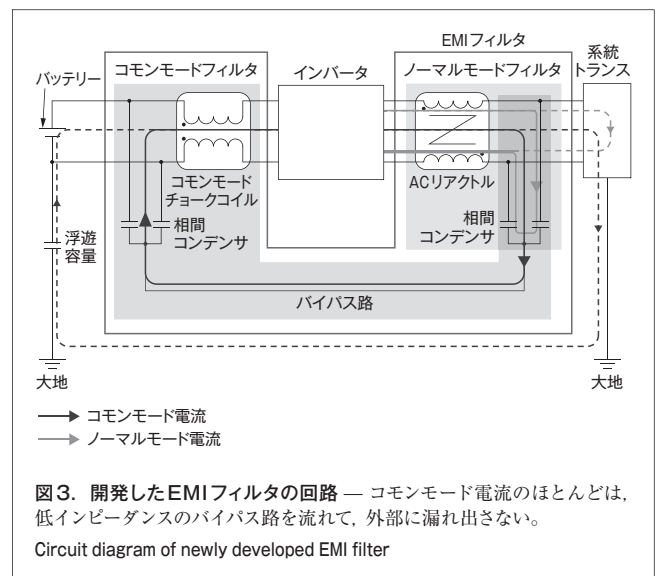 EMIフィルタ
系統
トランス
バッテリー
コモンモードフィルタ
インバータ
ノーマルモードフィルタ
コモンモード
チョークコイル
ACリアクトル
相間
コンデンサ
相間
コンデンサ
浮遊
容量
バイパス路
大地
大地
コモンモード電流
ノーマルモード電流
図3. 開発したEMIフィルタの回路 — コモンモード電流のほとんどは,
低インピーダンスのバイパス路を流れて, 外部に漏れ出さない。
Circuit diagram of newly developed EMI filter